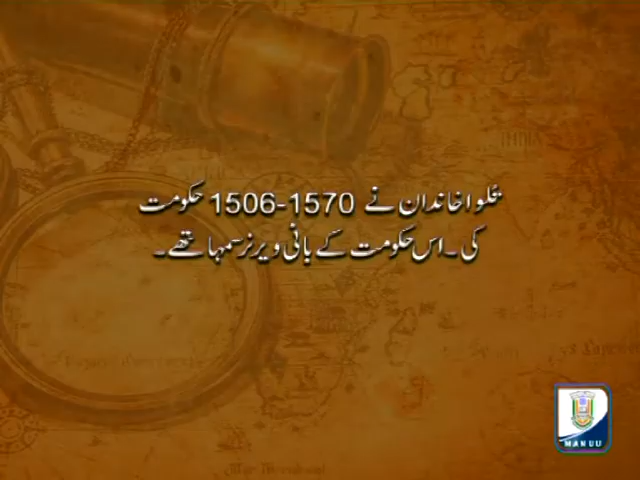 تلوا خاندان نے 1506-1570 حکومت
کی۔ اس حکومت کے بانی ویر نرسمہا تھے۔
MANUU